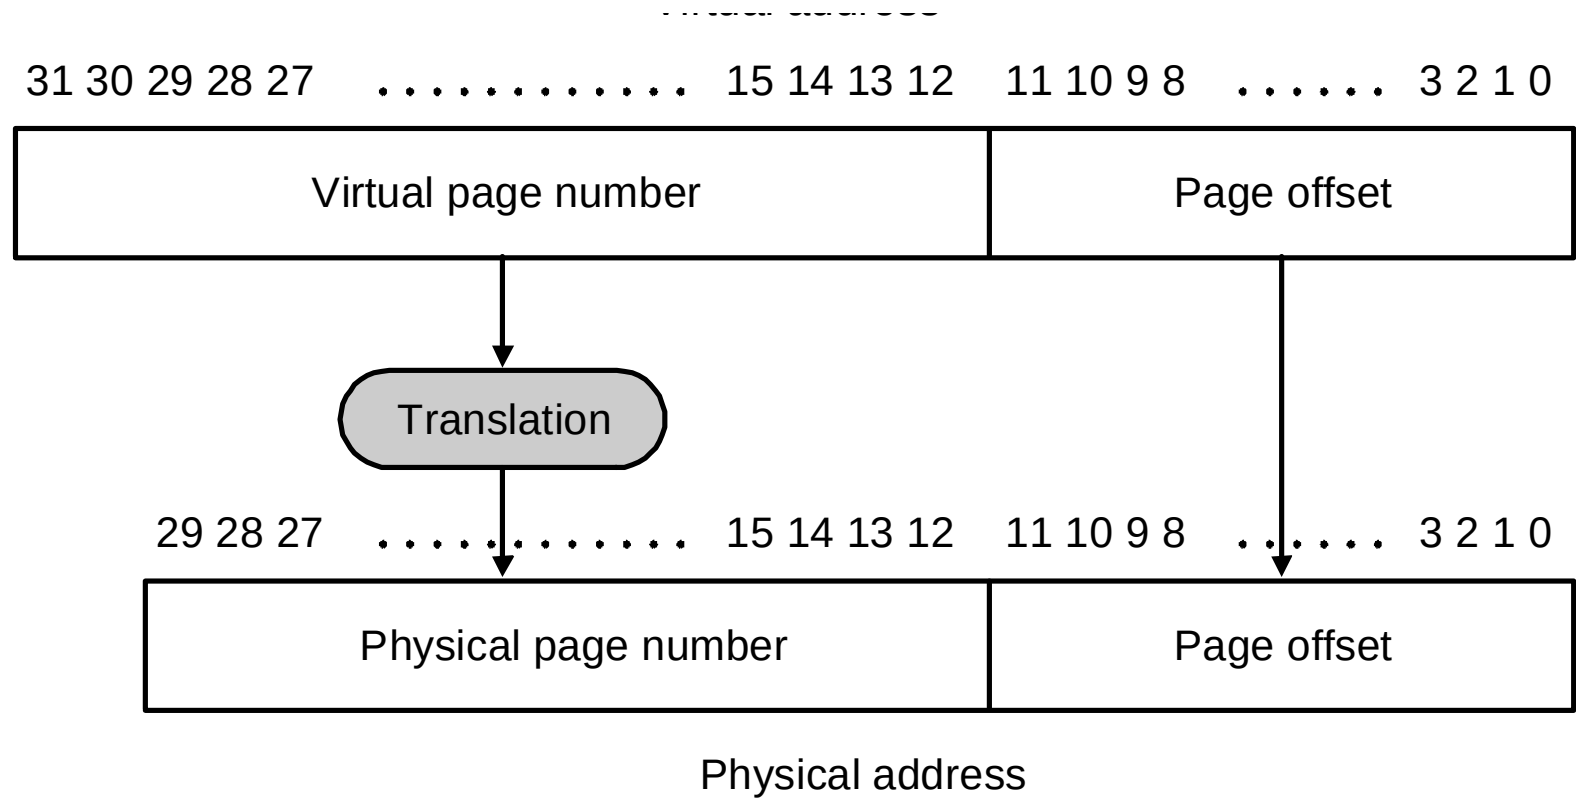 31 30 29 28 27 ............ 15 14 13 12 11 10 9 8 ...... 3 2 1 0
Virtual page number Page offset
Translation
29 28 27 ............ 15 14 13 12 11 10 9 8 ...... 3 2 1 0
Physical page number Page offset
Physical address